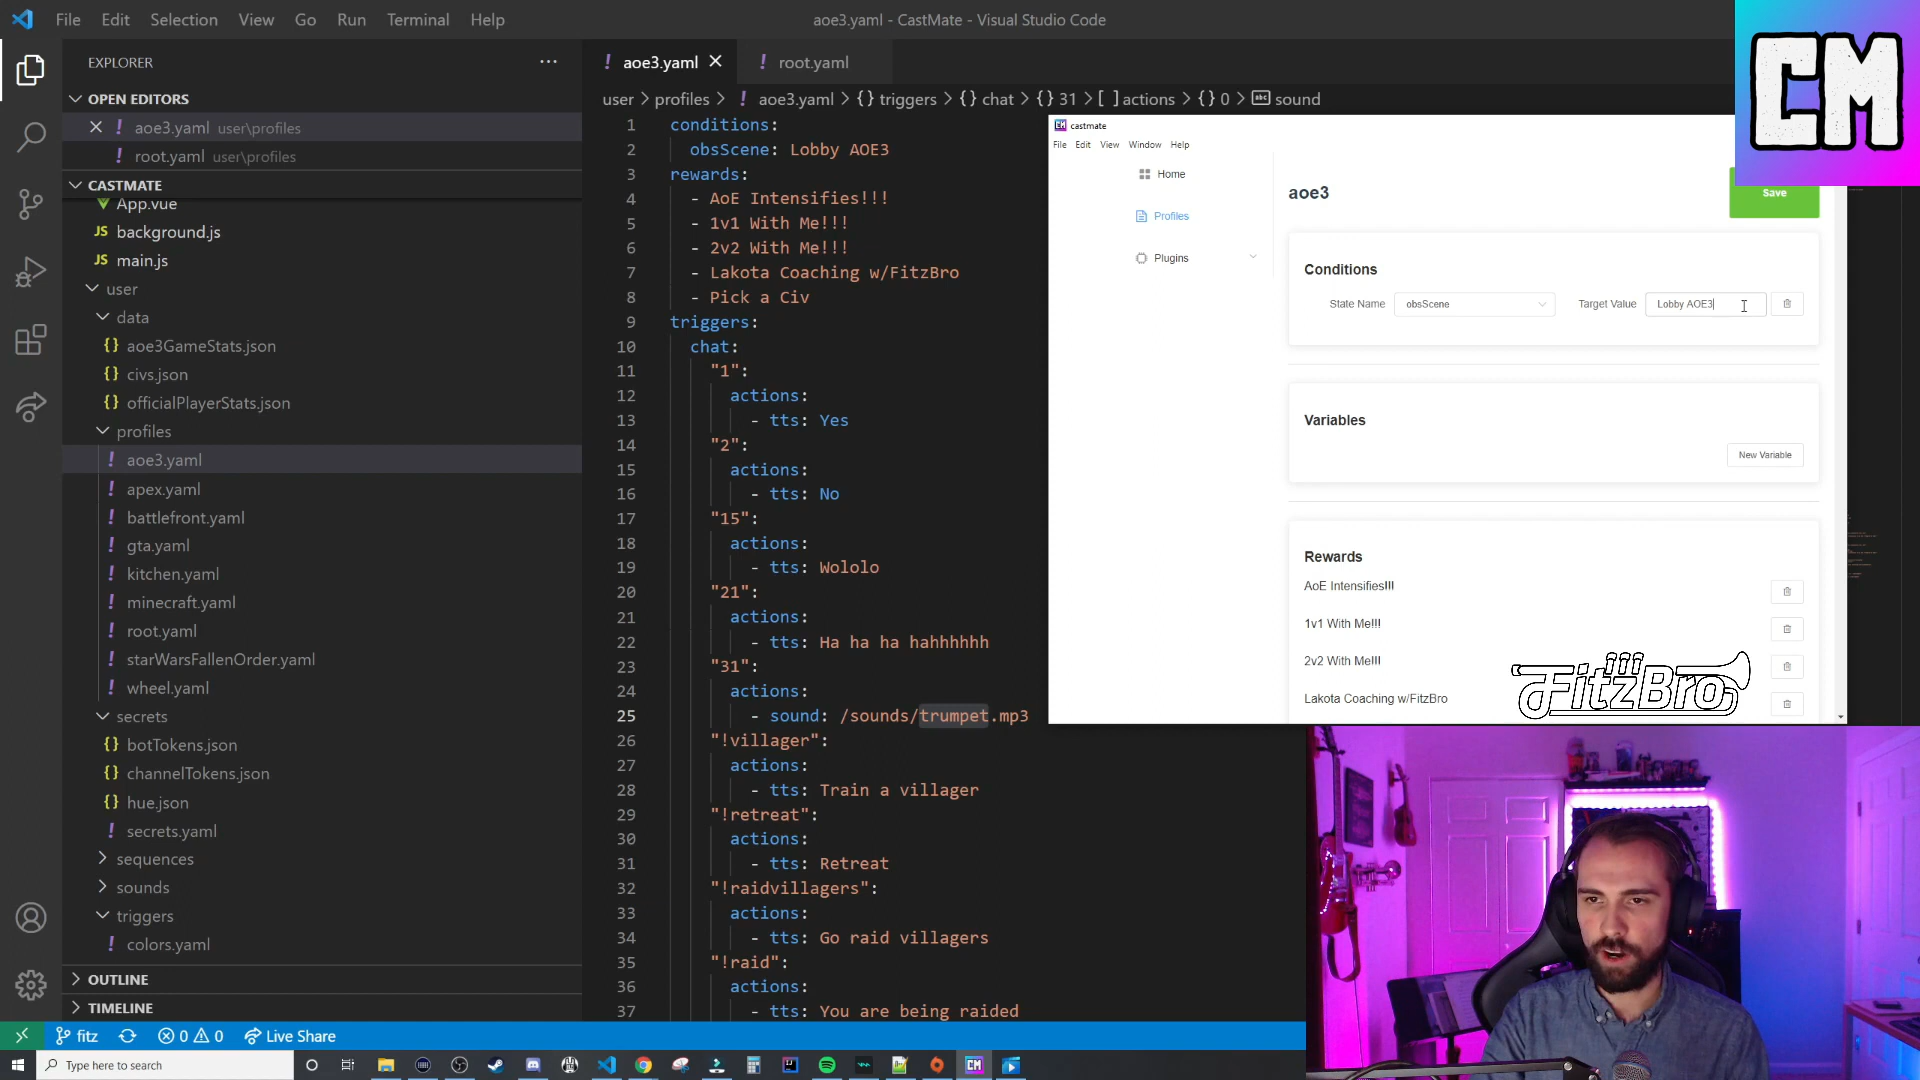 File Edit Selection View Go Run Terminal Help
aoe3.yaml - CastMate - Visual Studio Code
CM
EXPLORER
OPEN EDITORS
aoe3.yaml user\profiles
root.yaml user\profiles
CASTMATE
App.vue
background.js
main.js
user
data
aoe3GameStats.json
civs.json
officialPlayerStats.json
profiles
aoe3.yaml
apex.yaml
battlefront.yaml
gta.yaml
kitchen.yaml
minecraft.yaml
root.yaml
starWarsFallenOrder.yaml
wheel.yaml
secrets
botTokens.json
channelTokens.json
hue.json
secrets.yaml
sequences
sounds
triggers
colors.yaml
OUTLINE
TIMELINE
aoe3.yaml root.yaml
user > profiles > ! aoe3.yaml > {} triggers > {} chat > {} 31 > [ ] actions > {} 0 > sound
1 conditions:
2 obsScene: Lobby AOE3
3 rewards:
4 - AoE Intensifies!!!
5 - 1v1 With Me!!!
6 - 2v2 With Me!!!
7 - Lakota Coaching w/FitzBro
8 - Pick a Civ
9 triggers:
10 chat:
11 "1":
12 actions:
13 - tts: Yes
14 "2":
15 actions:
16 - tts: No
17 "15":
18 actions:
19 - tts: Wololo
20 "21":
21 actions:
22 - tts: Ha ha ha hahhhhhh
23 "31":
24 actions:
25 - sound: /sounds/trumpet.mp3
26 "!villager":
27 actions:
28 - tts: Train a villager
29 "!retreat":
30 actions:
31 - tts: Retreat
32 "!raidvillagers":
33 actions:
34 - tts: Go raid villagers
35 "!raid":
36 actions:
37 - tts: You are being raided
castmate
File Edit View Window Help
Home
Profiles
Plugins
aoe3
Save
Conditions
State Name obsScene Target Value Lobby AOE3
Variables
New Variable
Rewards
AoE Intensifies!!!
1v1 With Me!!!
2v2 With Me!!!
Lakota Coaching w/FitzBro
FitzBro
fitz 0 0 Live Share
Type here to search
CM